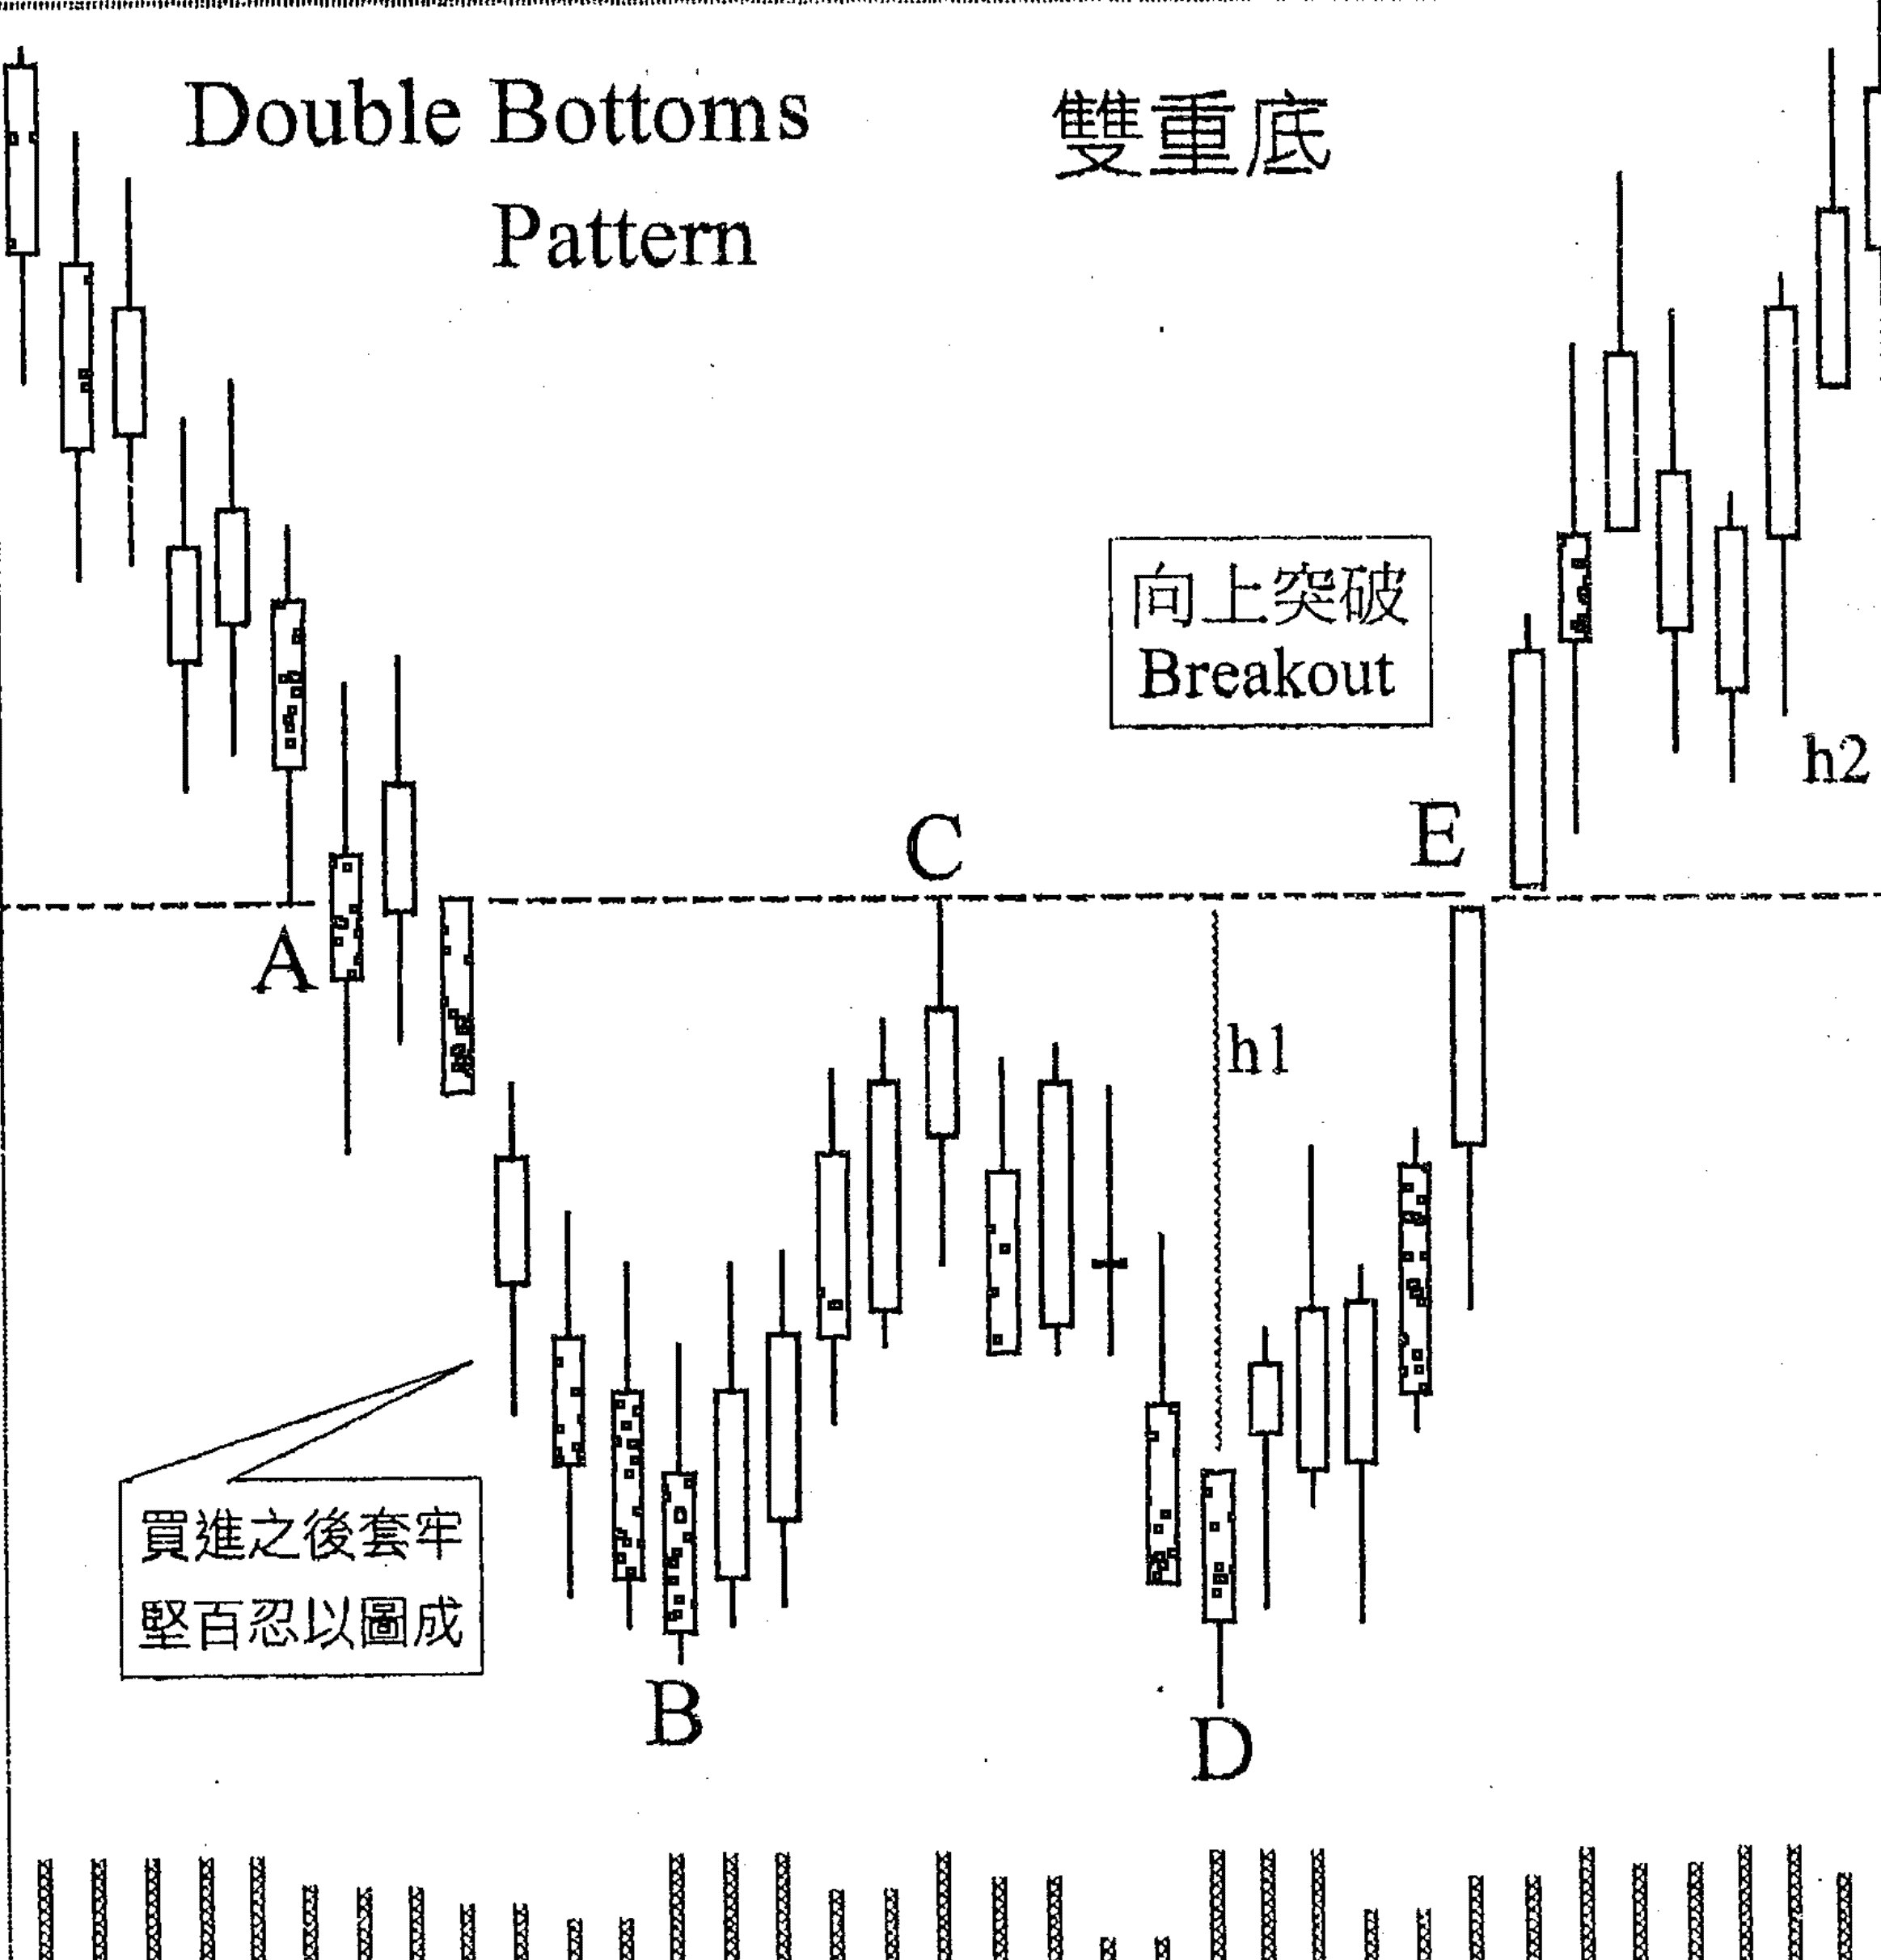 Double Bottoms
Pattern
雙重底
向上突破
Breakout
h2
E
C
A
h1
買進之後套牢
堅百忍以圖成
B
D